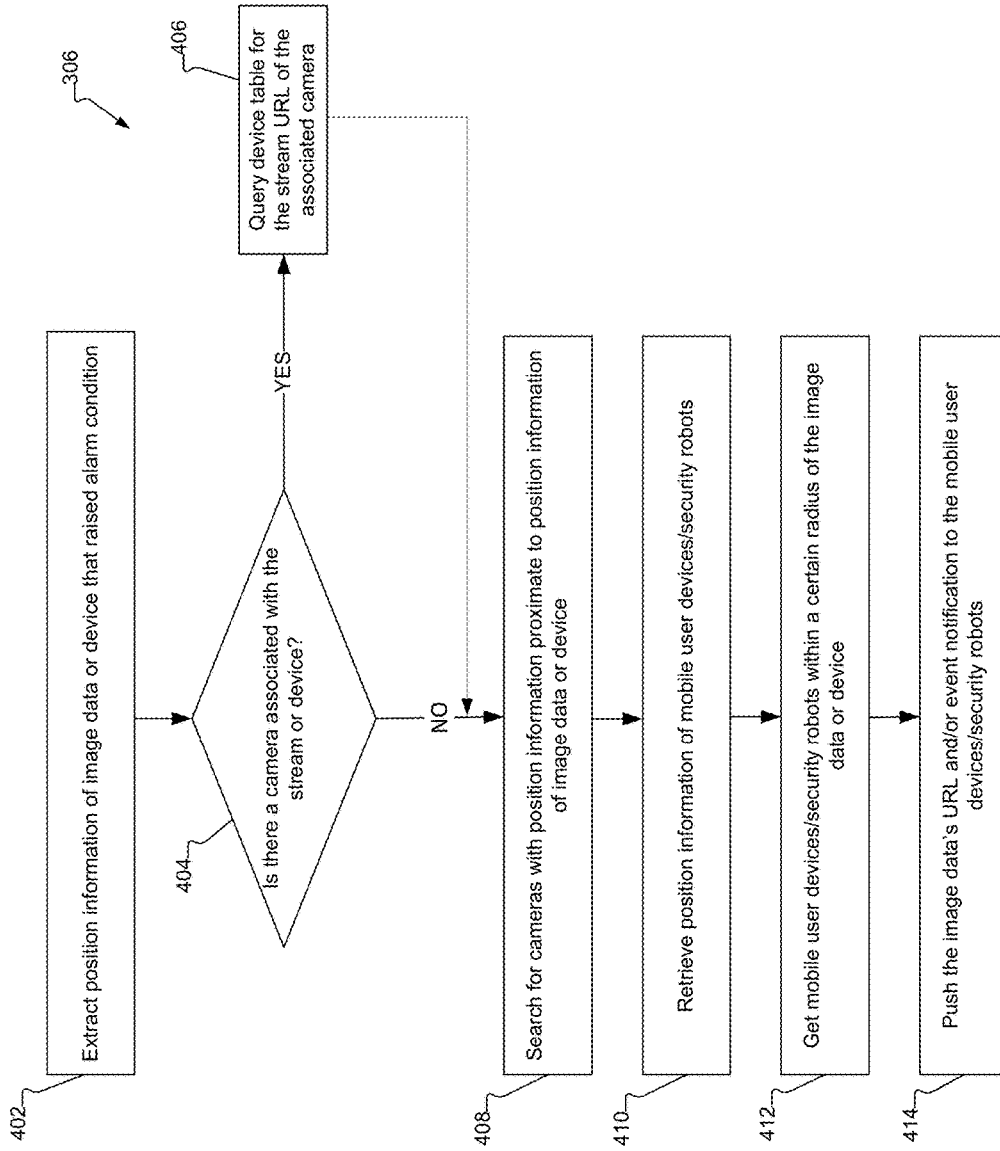 306
402
Extract position information of image data or device that raised alarm condition
404
Is there a camera associated with the
stream or device?
YES
406
Query device table for
the stream URL of the
associated camera
NO
408
Search for cameras with position information proximate to position information
of image data or device
410
Retrieve position information of mobile user devices/security robots
412
Get mobile user devices/security robots within a certain radius of the image
data or device
414
Push the image data`s URL and/or event notification to the mobile user
devices/security robots